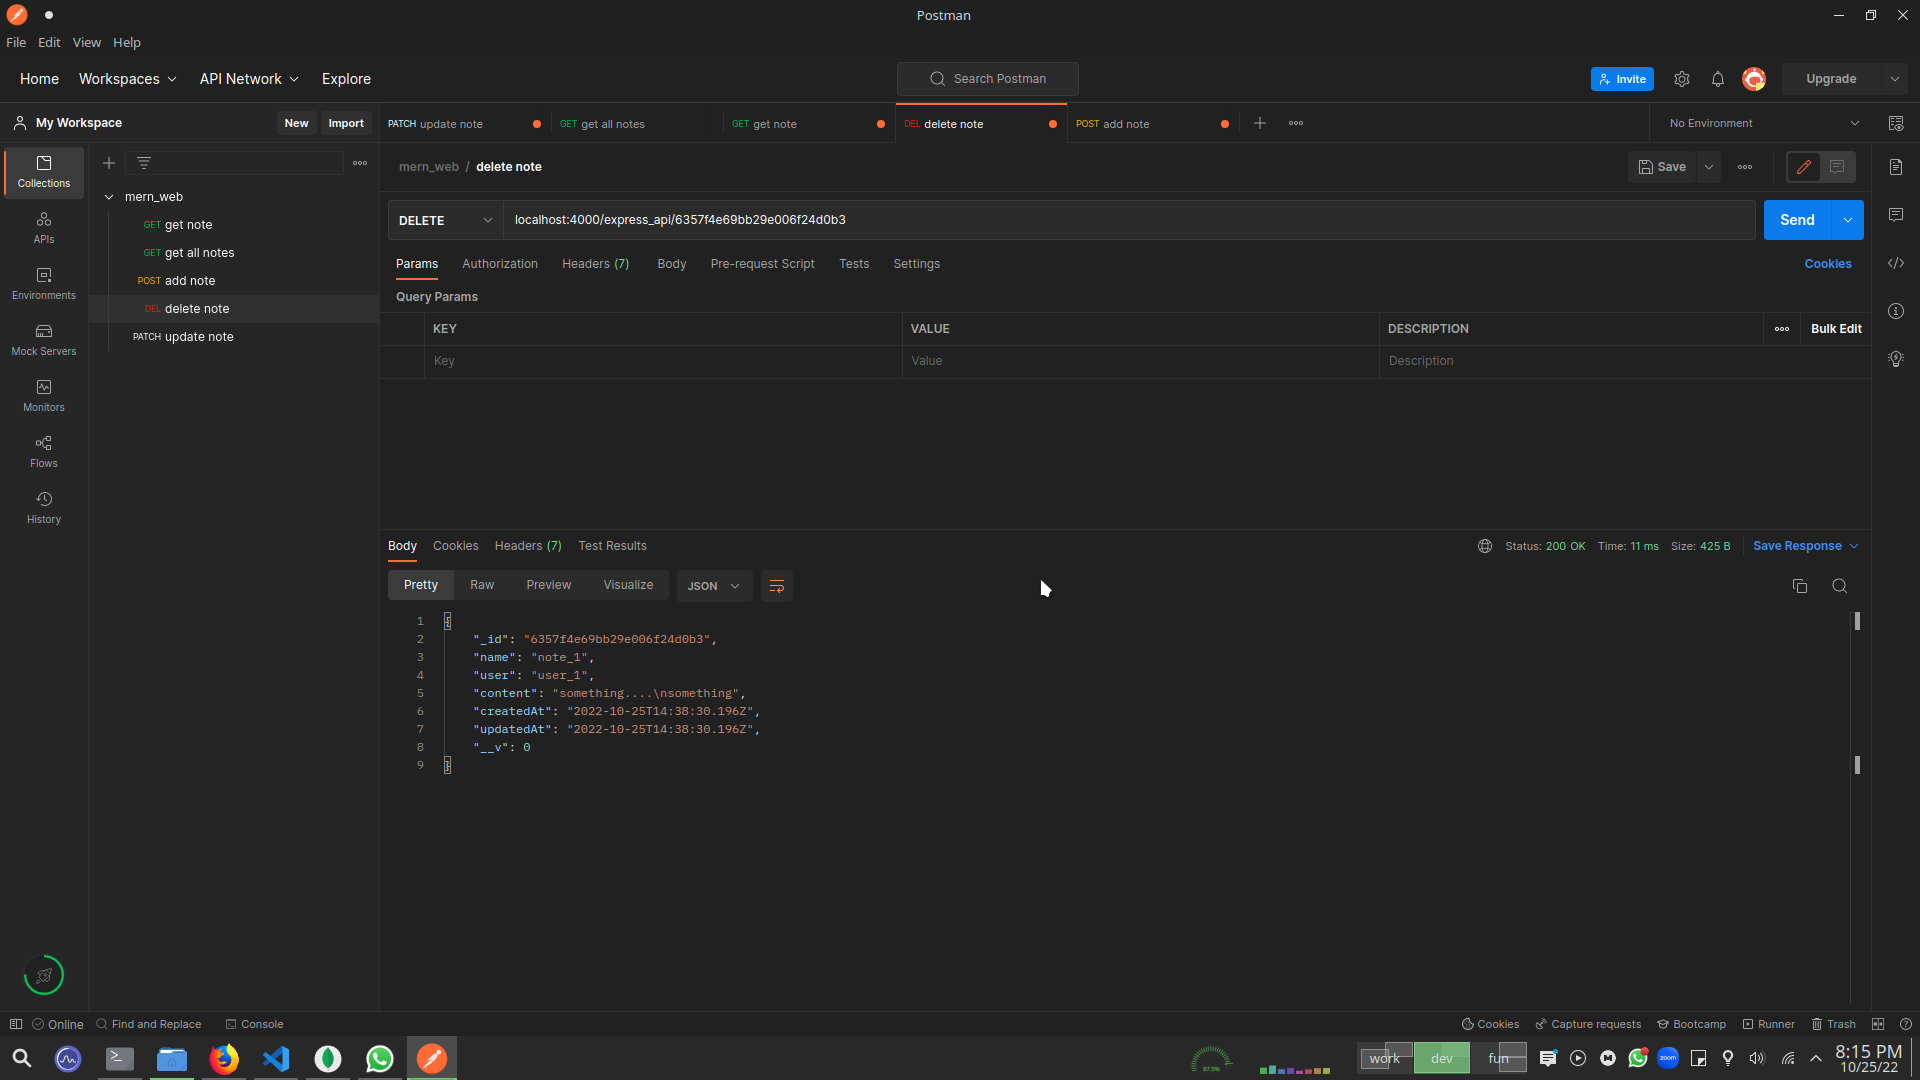 Postman
File Edit View Help
Home Workspaces API Network Explore Search Postman Invite Upgrade
My Workspace New Import
PATCH update note GET get all notes GET get note DEL delete note POST add note No Environment
Collections
APIs
Environments
Mock Servers
Monitors
Flows
History
mern_web
GET get note
GET get all notes
POST add note
DEL delete note
PATCH update note
mern_web / delete note Save
DELETE localhost:4000/express_api/6357f4e69bb29e006f24d0b3 Send
Params Authorization Headers (7) Body Pre-request Script Tests Settings Cookies
Query Params
KEY VALUE DESCRIPTION Bulk Edit
Key Value Description
Body Cookies Headers (7) Test Results Status: 200 OK Time: 11 ms Size: 425 B Save Response
Pretty Raw Preview Visualize JSON
1 {
2 "_id": "6357f4e69bb29e006f24d0b3",
3 "name": "note_1",
4 "user": "user_1",
5 "content": "something....\nsomething",
6 "createdAt": "2022-10-25T14:38:30.196Z",
7 "updatedAt": "2022-10-25T14:38:30.196Z",
8 "__v": 0
9 }
Online Find and Replace Console Cookies Capture requests Bootcamp Runner Trash
87.5% work dev fun zoom 8:15 PM
10/25/22